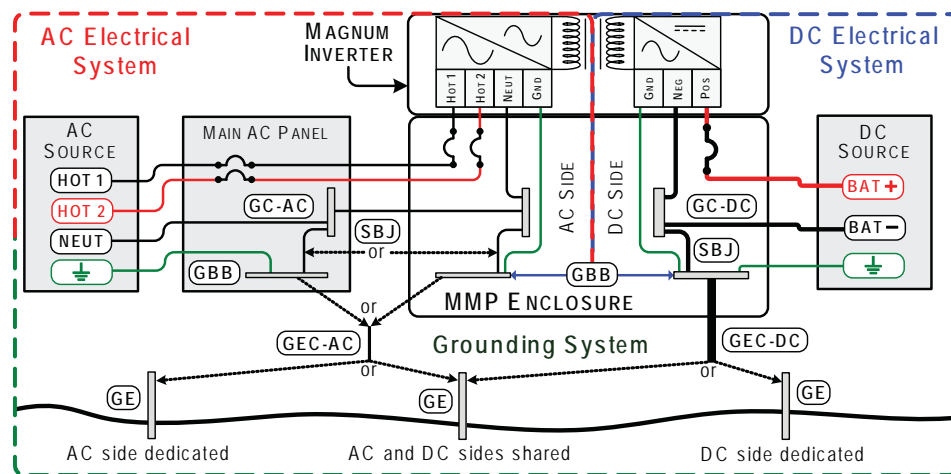 AC Electrical
System
MAGNUM
INVERTER
DC Electrical
System
HOT 1
HOT 2
NEUT
GND
GND
NEG
POS
AC
SOURCE
HOT 1
HOT 2
NEUT
MAIN AC PANEL
GC-AC
SBJ
or
GBB
AC SIDE
DC SIDE
GC-DC
SBJ
GBB
MMP ENCLOSURE
DC
SOURCE
BAT+
BAT–
or
GEC-AC
or
Grounding System
GEC-DC
or
GE
GE
GE
AC side dedicated
AC and DC sides shared
DC side dedicated